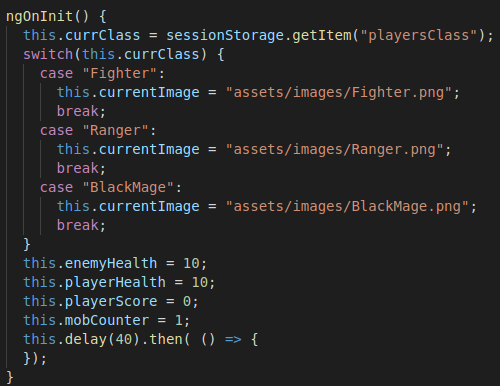 ngOnInit() {
  this.currClass = sessionStorage.getItem("playersClass");
  switch(this.currClass) {
    case "Fighter":
      this.currentImage = "assets/images/Fighter.png";
      break;
    case "Ranger":
      this.currentImage = "assets/images/Ranger.png";
      break;
    case "BlackMage":
      this.currentImage = "assets/images/BlackMage.png";
      break;
  }
  this.enemyHealth = 10;
  this.playerHealth = 10;
  this.playerScore = 0;
  this.mobCounter = 1;
  this.delay(40).then( () => {
  });
}